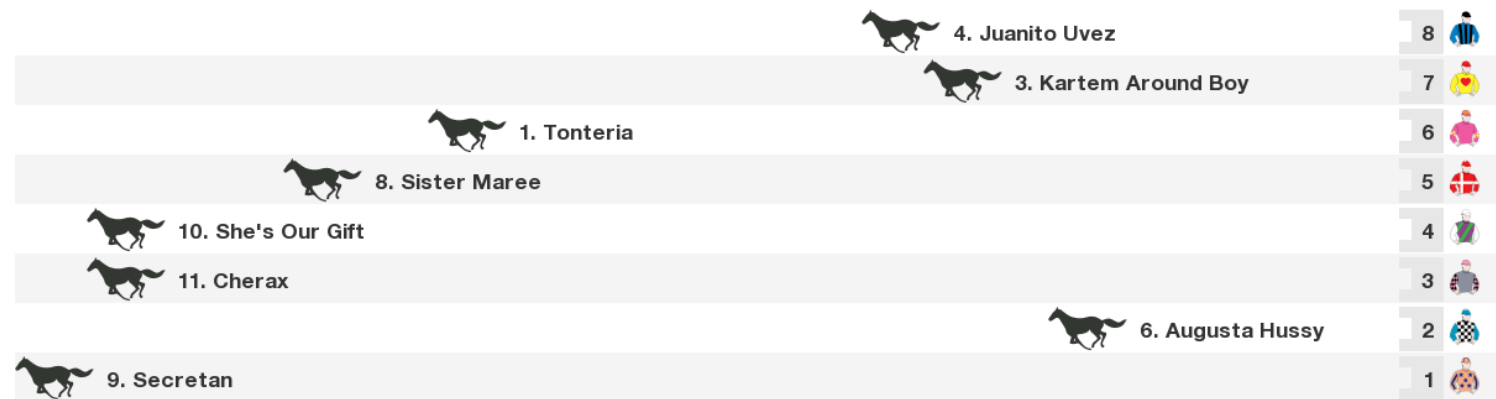 4. Juanito Uvez 8
3. Kartem Around Boy 7
1. Tonteria 6
8. Sister Maree 5
10. She's Our Gift 4
11. Cherax 3
6. Augusta Hussy 2
9. Secretan 1